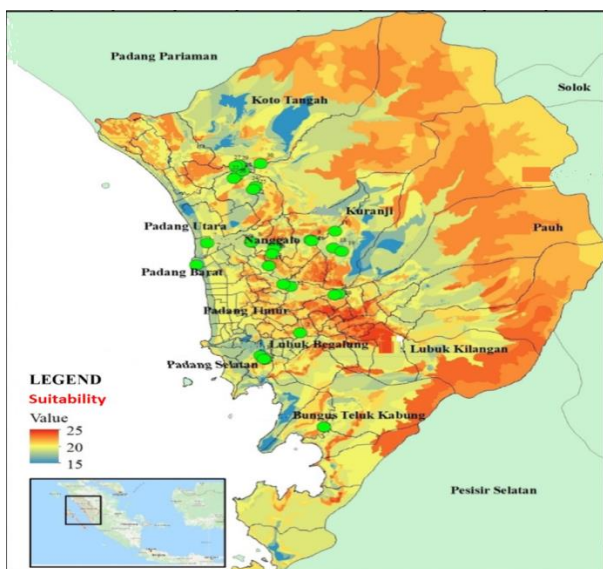 Padang Pariaman
Solok
Koto Tangah
Kuranji
Padang Utara
Nanggalo
Pauh
Padang Barat
Padang Timur
Lubuk Begalung
Lubuk Kilangan
Padang Selatan
LEGEND
Suitability
Value
25
20
15
Bungus Teluk Kabung
Pesisir Selatan